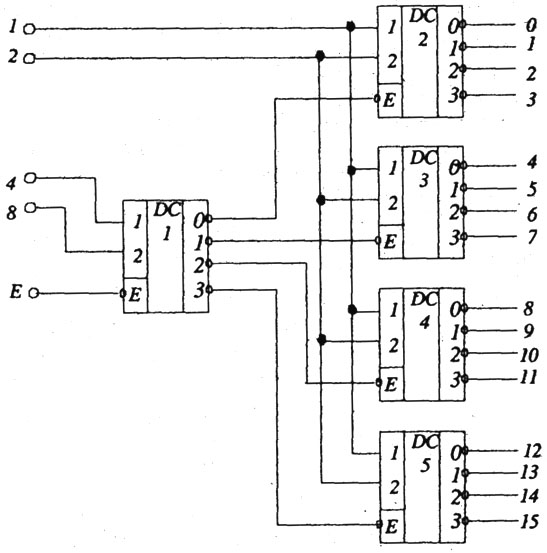 1 1 DC 0 0
2 2 2 1 1
2 2
E 3 3
1 DC 0 4
3 1 5
2 2 6
E 3 7
4 1 DC 0
8 2 1 1
2
E E 3
1 DC 0 8
2 4 1 9
2 10
E 3 11
1 DC 0 12
2 5 1 13
2 14
E 3 15